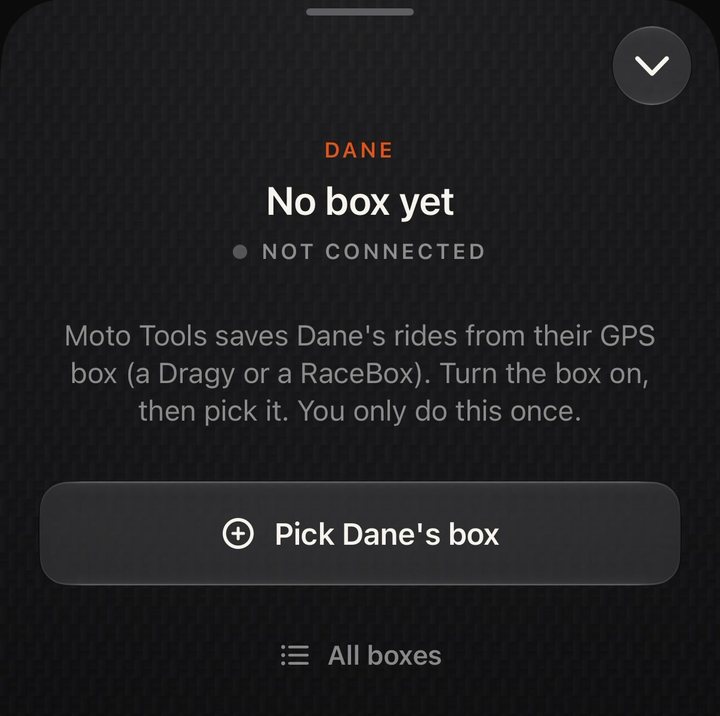 DANE
No box yet
NOT CONNECTED
Moto Tools saves Dane's rides from their GPS
box (a Dragy or a RaceBox). Turn the box on,
then pick it. You only do this once.
Pick Dane's box
All boxes